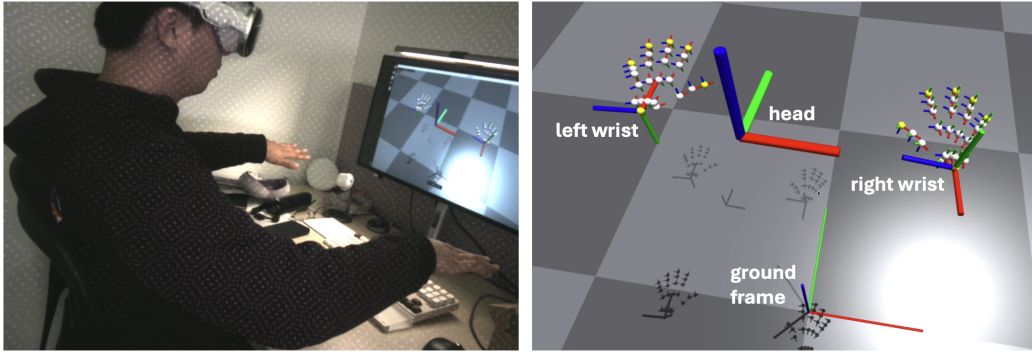 head
left wrist
right wrist
ground
frame